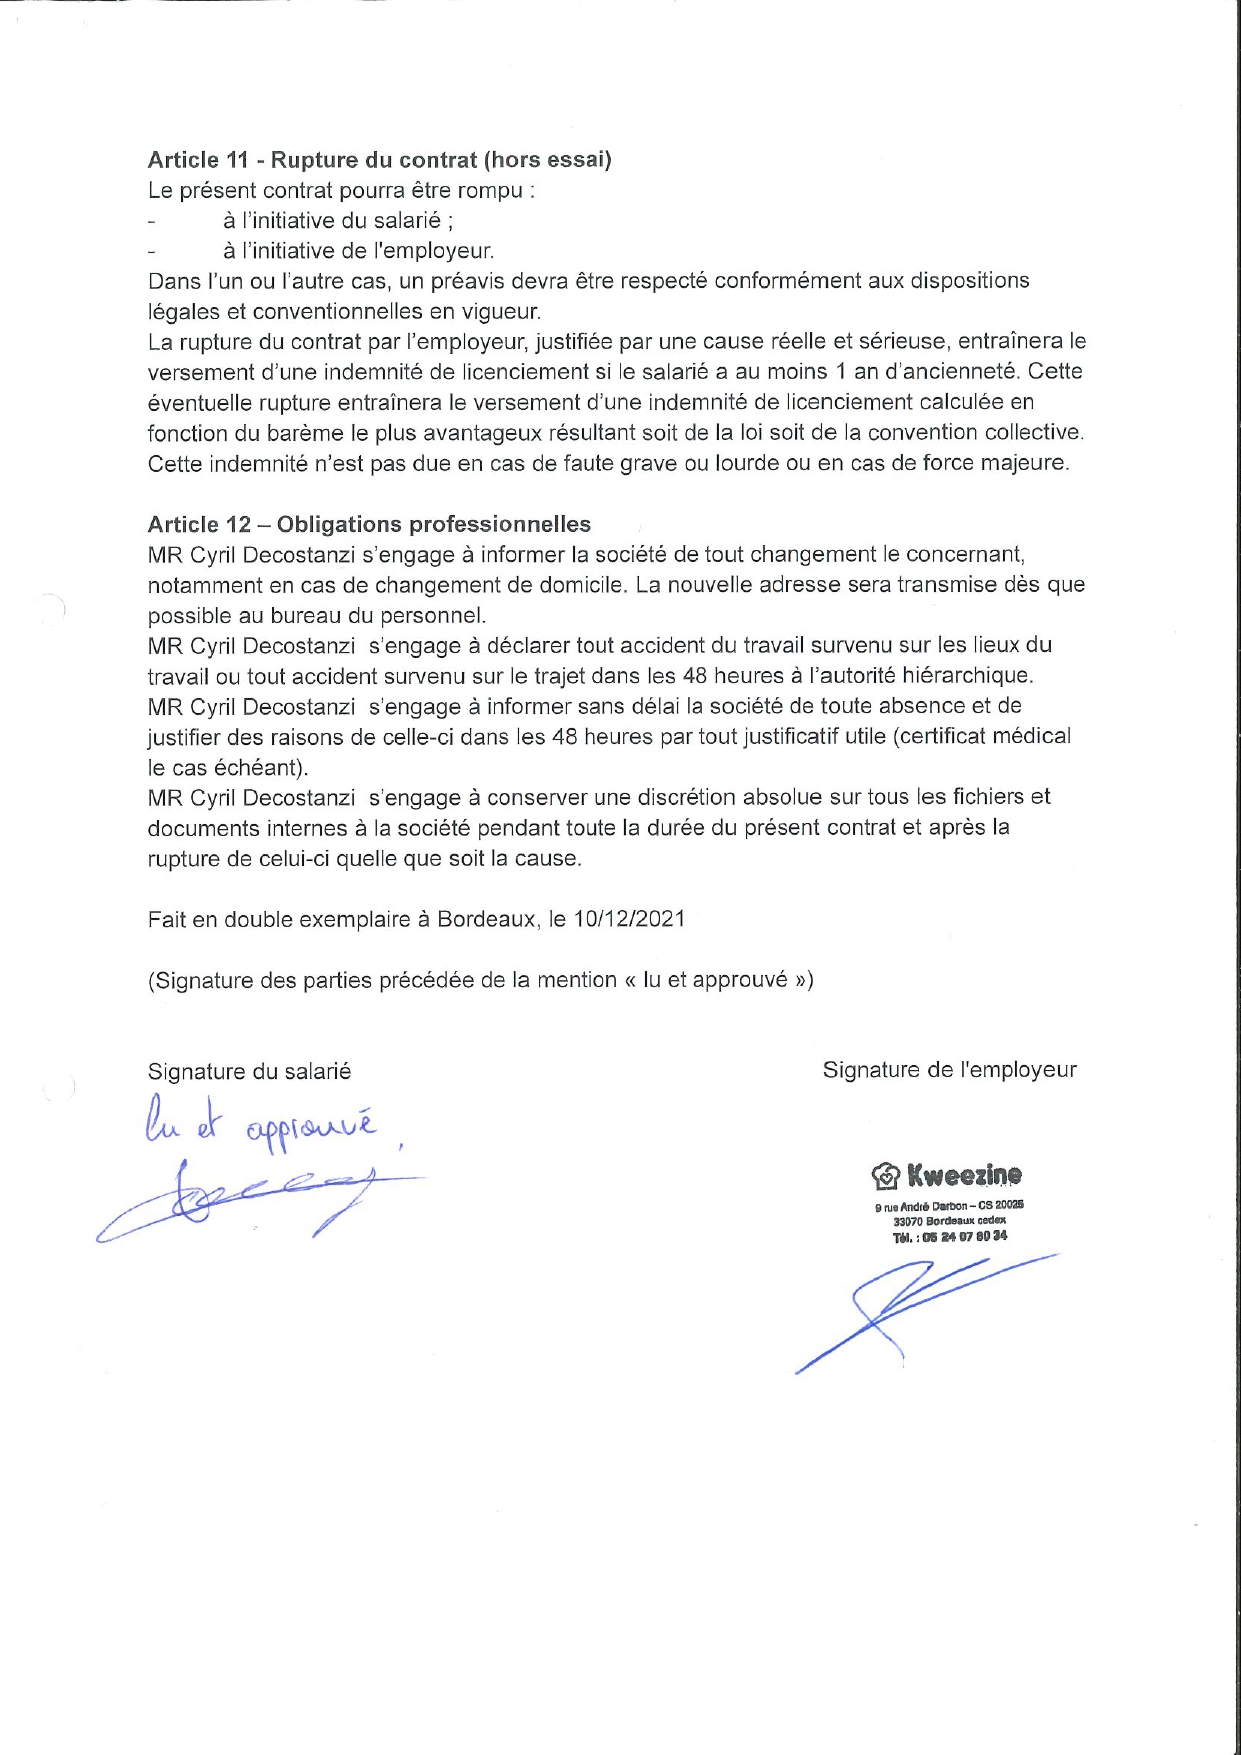 Article 11 - Rupture du contrat (hors essai)
Le présent contrat pourra être rompu :
- à l'initiative du salarié ;
- à l'initiative de l'employeur.
Dans l'un ou l'autre cas, un préavis devra être respecté conformément aux dispositions
légales et conventionnelles en vigueur.
La rupture du contrat par l'employeur, justifiée par une cause réelle et sérieuse, entraînera le
versement d'une indemnité de licenciement si le salarié a au moins 1 an d'ancienneté. Cette
éventuelle rupture entraînera le versement d'une indemnité de licenciement calculée en
fonction du barème le plus avantageux résultant soit de la loi soit de la convention collective.
Cette indemnité n'est pas due en cas de faute grave ou lourde ou en cas de force majeure.
Article 12 – Obligations professionnelles
MR Cyril Decostanzi s'engage à informer la société de tout changement le concernant,
notamment en cas de changement de domicile. La nouvelle adresse sera transmise dès que
possible au bureau du personnel.
MR Cyril Decostanzi s'engage à déclarer tout accident du travail survenu sur les lieux du
travail ou tout accident survenu sur le trajet dans les 48 heures à l'autorité hiérarchique.
MR Cyril Decostanzi s'engage à informer sans délai la société de toute absence et de
justifier des raisons de celle-ci dans les 48 heures par tout justificatif utile (certificat médical
le cas échéant).
MR Cyril Decostanzi s'engage à conserver une discrétion absolue sur tous les fichiers et
documents internes à la société pendant toute la durée du présent contrat et après la
rupture de celui-ci quelle que soit la cause.
Fait en double exemplaire à Bordeaux, le 10/12/2021
(Signature des parties précédée de la mention « lu et approuvé »)
Signature du salarié
Signature de l'employeur
lu et approuvé
Kweezine
9 rue André Darbon – CS 20026
33070 Bordeaux cedex
Tél. : 05 24 07 80 34